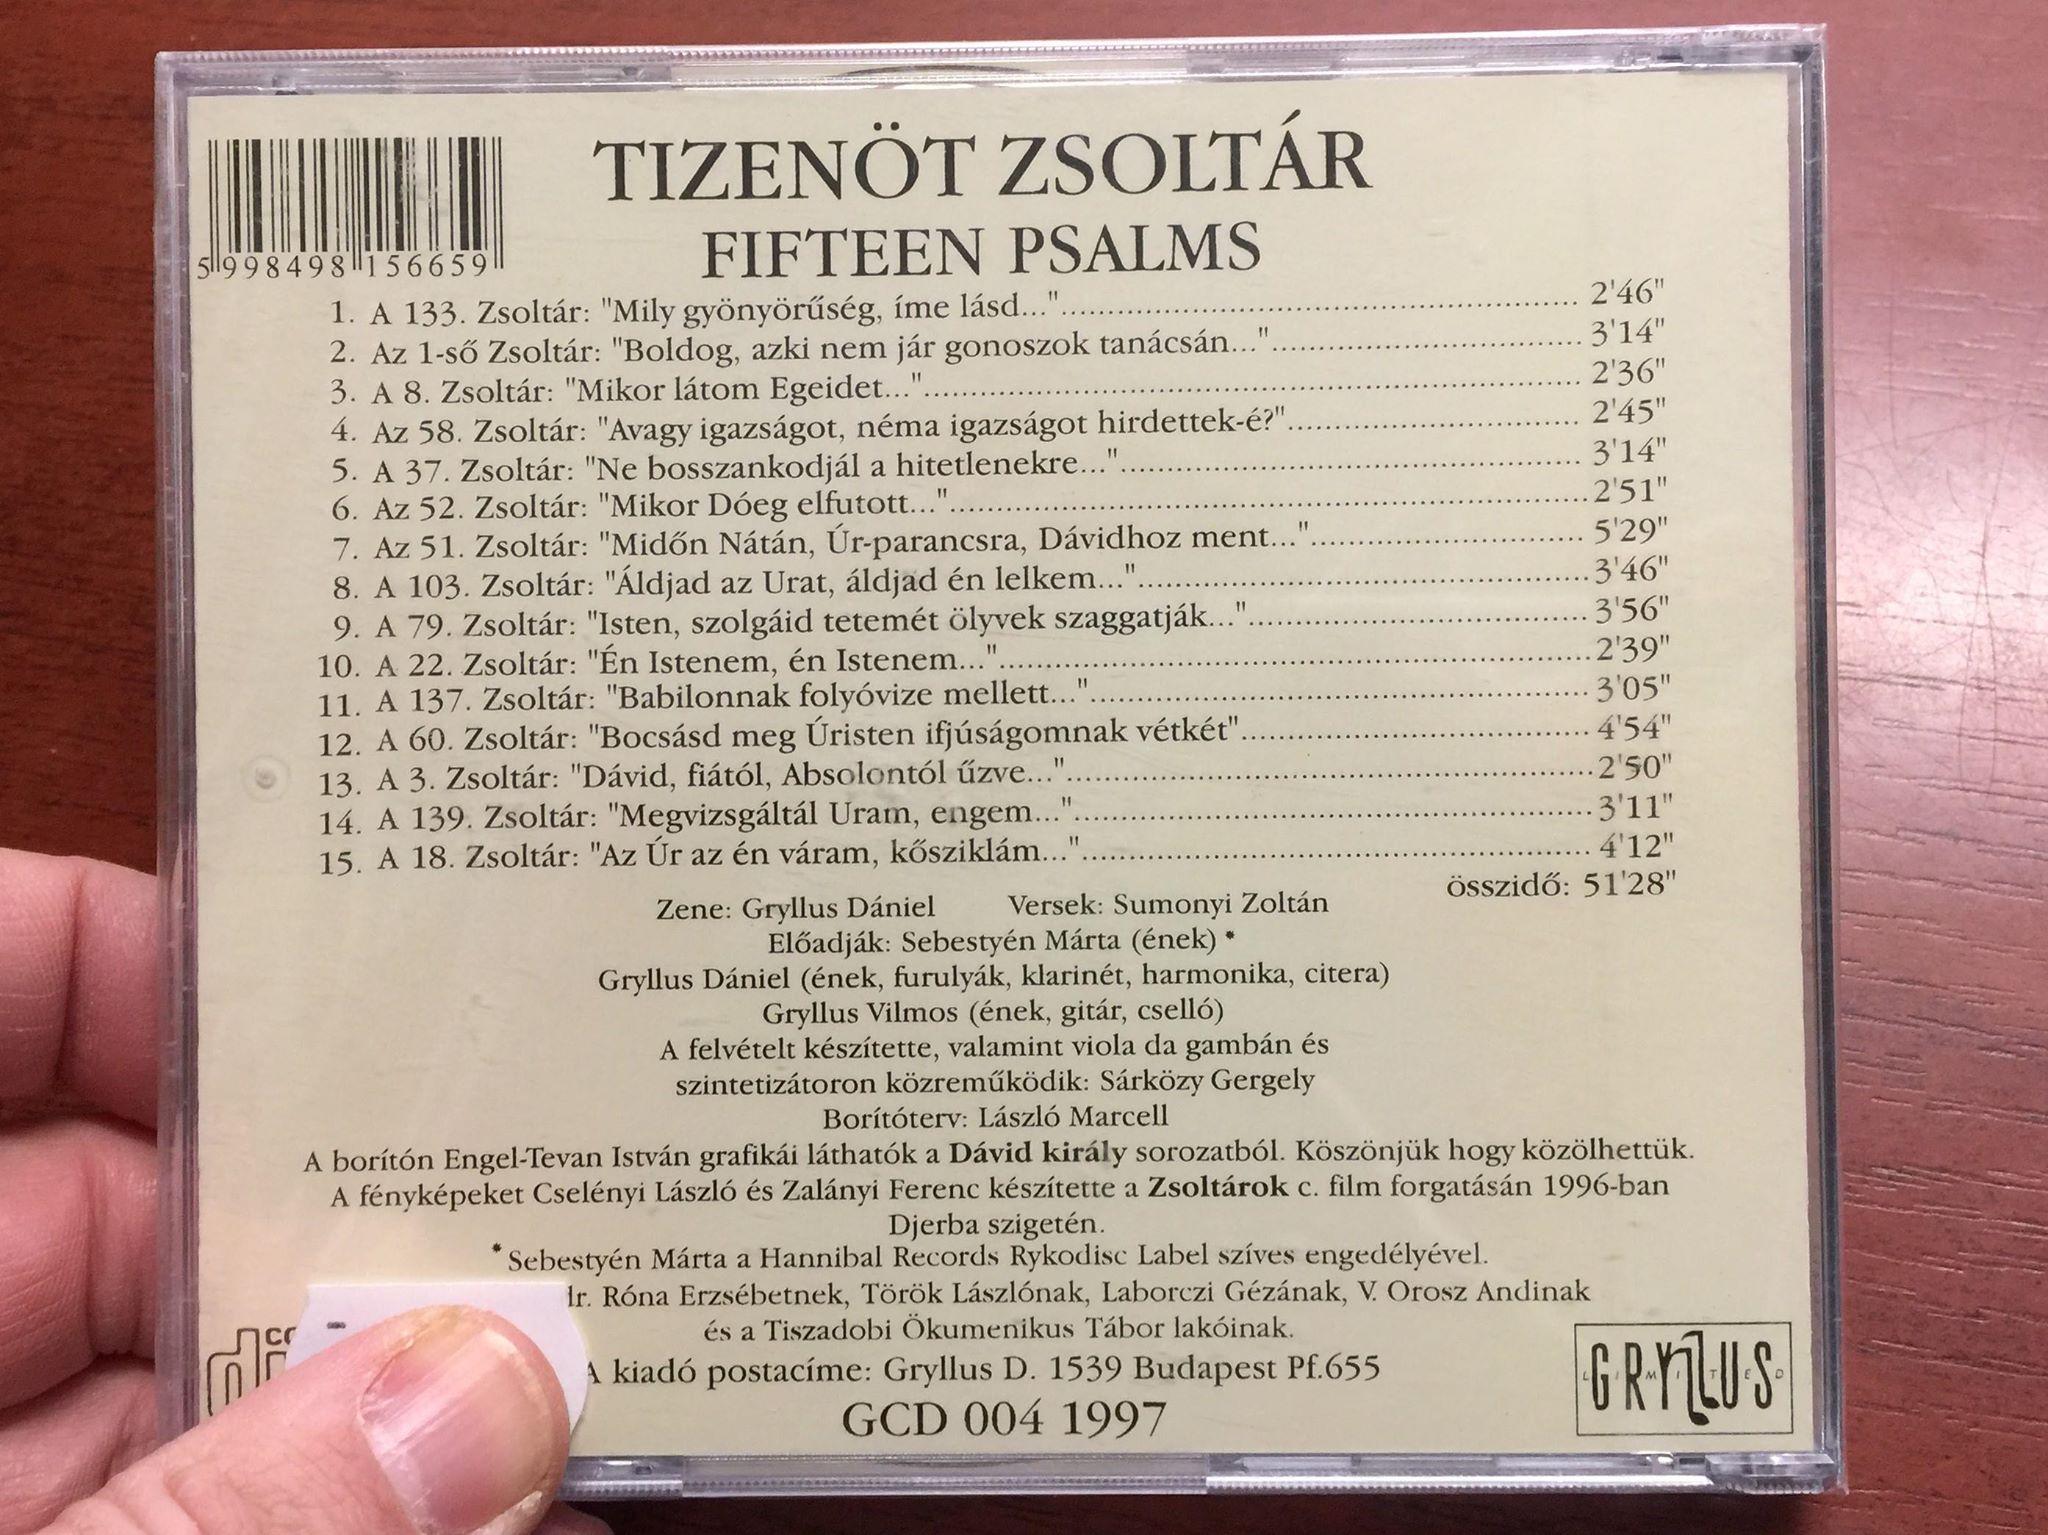 TIZENÖT ZSOLTÁR
FIFTEEN PSALMS
5998498156659
1. A 133. Zsoltár: "Mily gyönyörűség, íme lásd..." 2'46"
2. Az 1-ső Zsoltár: "Boldog, azki nem jár gonoszok tanácsán..." 3'14"
3. A 8. Zsoltár: "Mikor látom Egeidet..." 2'36"
4. Az 58. Zsoltár: "Avagy igazságot, néma igazságot hirdettek-é?" 2'45"
5. A 37. Zsoltár: "Ne bosszankodjál a hitetlenekre..." 3'14"
6. Az 52. Zsoltár: "Mikor Dóeg elfutott..." 2'51"
7. Az 51. Zsoltár: "Midőn Nátán, Úr-parancsra, Dávidhoz ment..." 5'29"
8. A 103. Zsoltár: "Áldjad az Urat, áldjad én lelkem..." 3'46"
9. A 79. Zsoltár: "Isten, szolgáid tetemét ölyvek szaggatják..." 3'56"
10. A 22. Zsoltár: "Én Istenem, én Istenem..." 2'39"
11. A 137. Zsoltár: "Babilonnak folyóvize mellett..." 3'05"
12. A 60. Zsoltár: "Bocsásd meg Úristen ifjúságomnak vétkét" 4'54"
13. A 3. Zsoltár: "Dávid, fiától, Absolontól űzve..." 2'50"
14. A 139. Zsoltár: "Megvizsgáltál Uram, engem..." 3'11"
15. A 18. Zsoltár: "Az Úr az én váram, kősziklám..." 4'12"
összidő: 51'28"
Zene: Gryllus Dániel Versek: Sumonyi Zoltán
Előadják: Sebestyén Márta (ének) *
Gryllus Dániel (ének, furulyák, klarinét, harmonika, citera)
Gryllus Vilmos (ének, gitár, cselló)
A felvételt készítette, valamint viola da gambán és
szintetizátoron közreműködik: Sárközy Gergely
Borítóterv: László Marcell
A borítón Engel-Tevan István grafikái láthatók a Dávid király sorozatból. Köszönjük hogy közölhettük.
A fényképeket Cselényi László és Zalányi Ferenc készítette a Zsoltárok c. film forgatásán 1996-ban
Djerba szigetén.
* Sebestyén Márta a Hannibal Records Rykodisc Label szíves engedélyével.
dr. Róna Erzsébetnek, Török Lászlónak, Laborczi Gézának, V. Orosz Andinak
és a Tiszadobi Ökumenikus Tábor lakóinak.
A kiadó postacíme: Gryllus D. 1539 Budapest Pf.655
GCD 004 1997
GRYLLUS
LIMITED